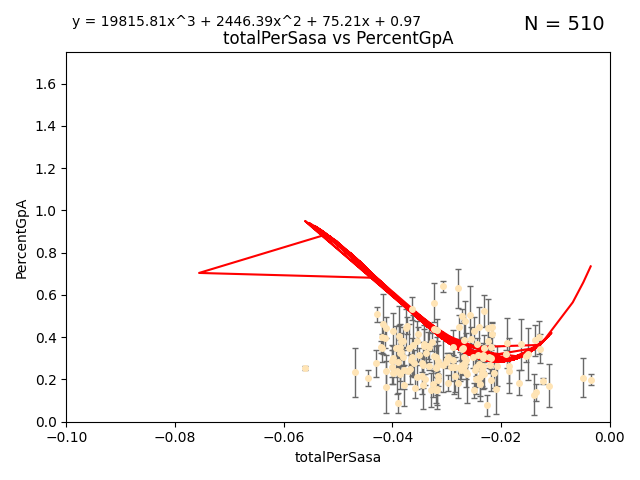 y = 19815.81x^3 + 2446.39x^2 + 75.21x + 0.97
N = 510
totalPerSasa vs PercentGpA
1.6
1.4
1.2
1.0
0.8
0.6
0.4
0.2
0.0
PercentGpA
−0.10 −0.08 −0.06 −0.04 −0.02 0.00
totalPerSasa